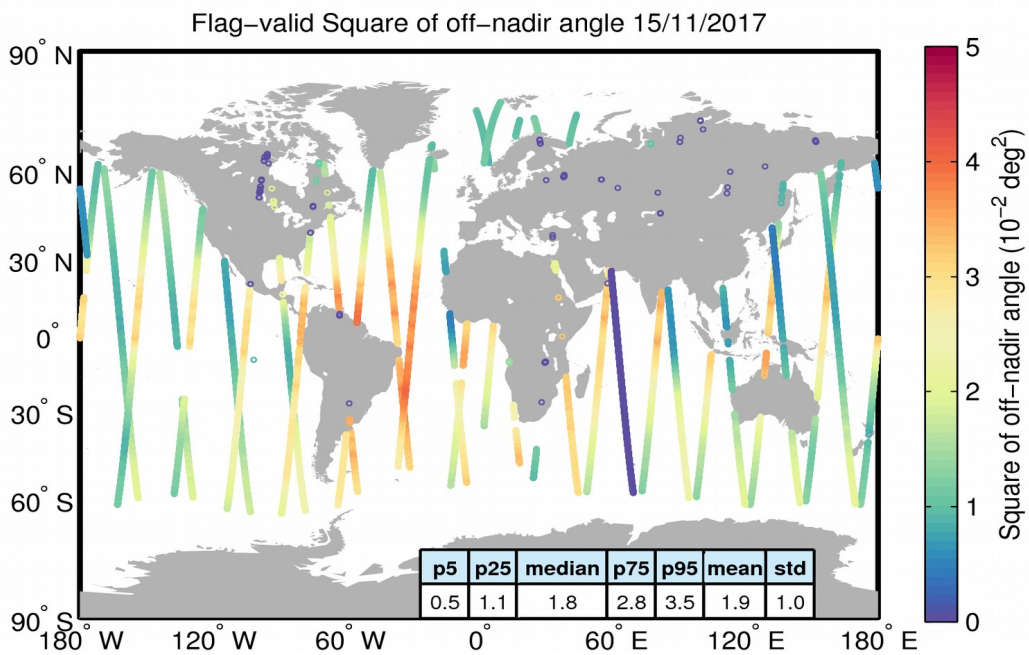 Flag−valid Square of off−nadir angle 15/11/2017
90° N
60° N
30° N
0°
30° S
60° S
90° S
180° W
120° W
60° W
0°
60° E
120° E
180° E
p5 p25 median p75 p95 mean std
0.5 1.1 1.8 2.8 3.5 1.9 1.0
5
4
3
2
1
0
Square of off−nadir angle (10⁻² deg²)